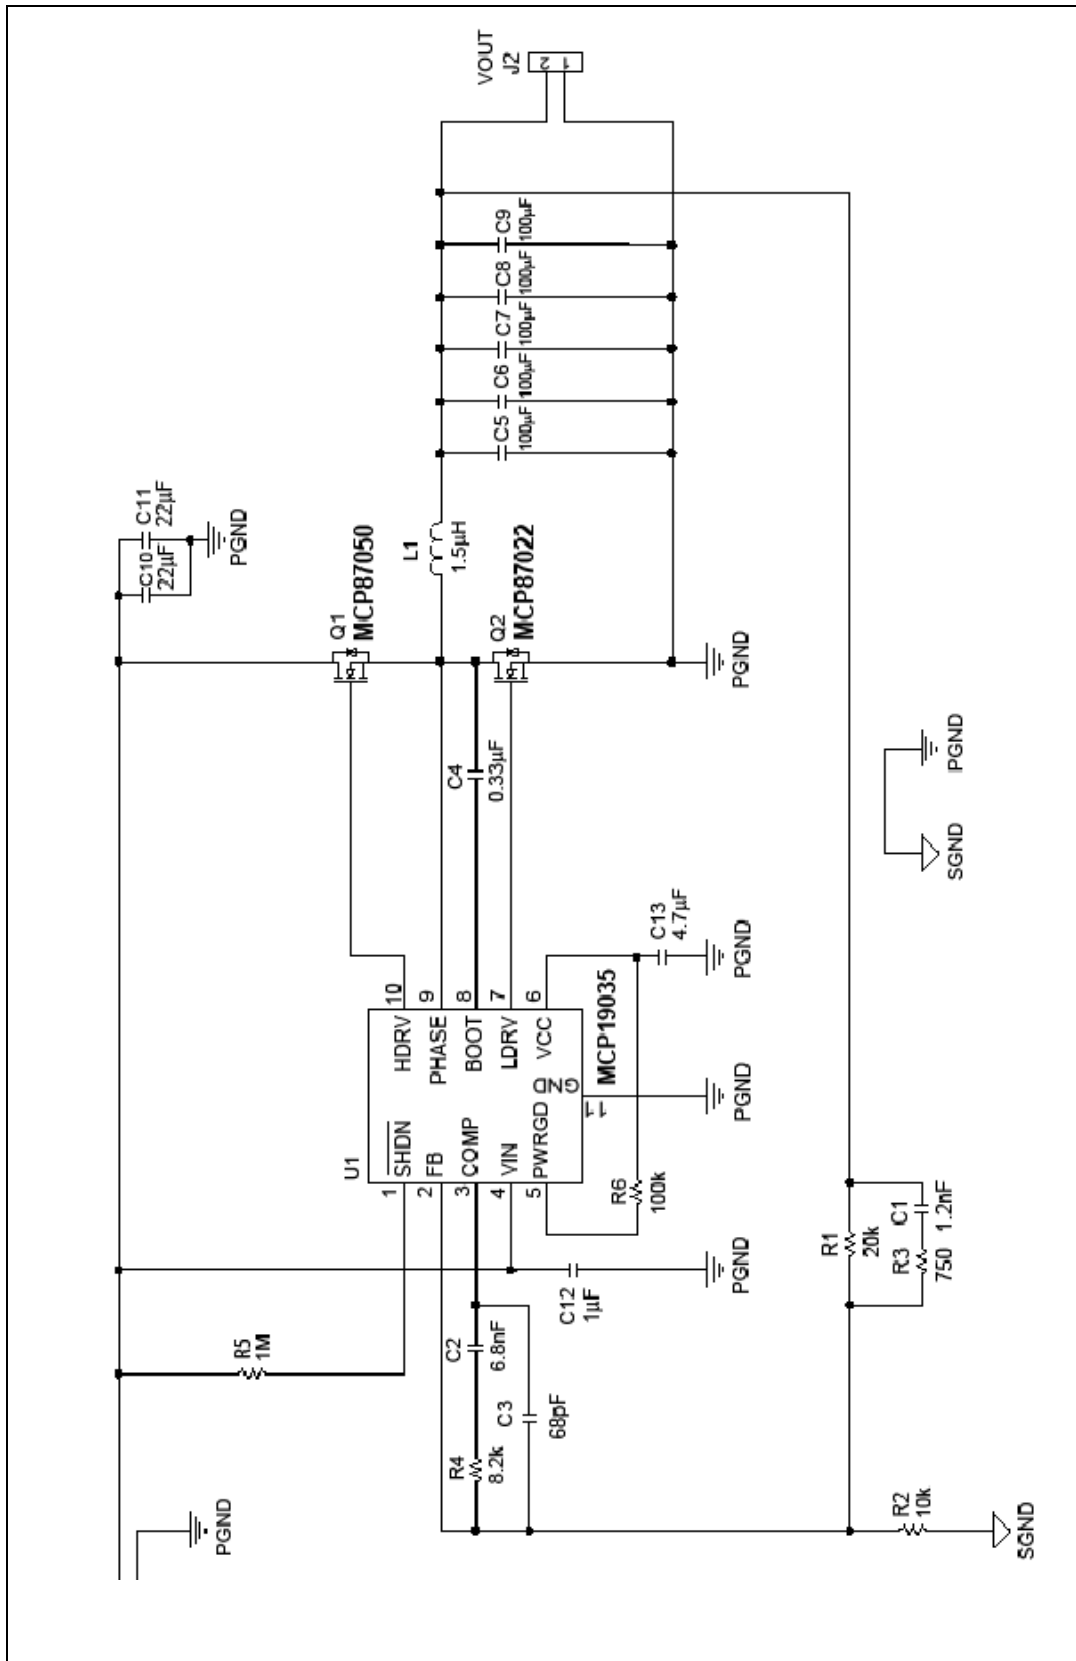 VOUT
J2
2
1
C9
100µF
C8
100µF
C7
100µF
C6
100µF
C5
100µF
C11
22µF
C10
22µF
PGND
Q1
MCP87050
L1
1.5µH
Q2
MCP87022
PGND
C4
0.33µF
PGND
SGND
C13
4.7µF
PGND
U1
MCP19035
10
9
8
7
6
HDRV
PHASE
BOOT
LDRV
VCC
SHDN
FB
COMP
VIN
PWRGD
GND
11
1
2
3
4
5
PGND
R6
100k
C12
1µF
PGND
R5
1M
C2
6.8nF
C3
68pF
R4
8.2k
R1
20k
C1
1.2nF
R3
750
R2
10k
SGND
PGND